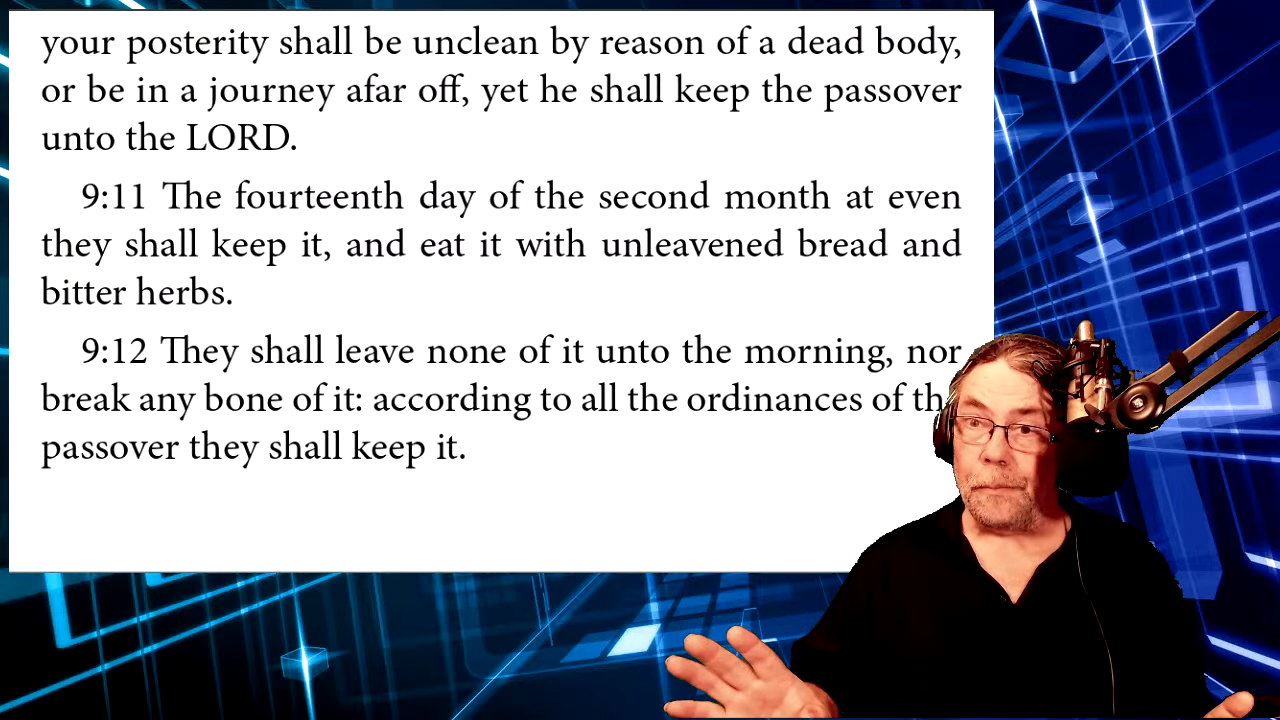 your posterity shall be unclean by reason of a dead body,
or be in a journey afar off, yet he shall keep the passover
unto the LORD.
9:11 The fourteenth day of the second month at even
they shall keep it, and eat it with unleavened bread and
bitter herbs.
9:12 They shall leave none of it unto the morning, nor
break any bone of it: according to all the ordinances of
passover they shall keep it.